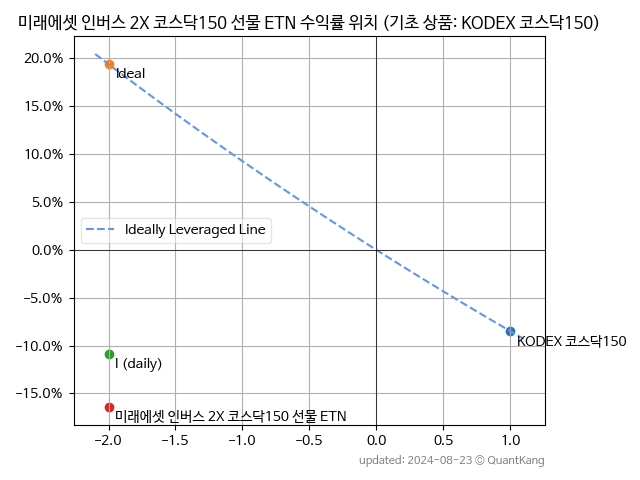 미래에셋 인버스 2X 코스닥150 선물 ETN 수익률 위치 (기초 상품: KODEX 코스닥150)
20.0%
Ideal
15.0%
10.0%
5.0%
Ideally Leveraged Line
0.0%
−5.0%
KODEX 코스닥150
−10.0%
l (daily)
−15.0%
미래에셋 인버스 2X 코스닥150 선물 ETN
−2.0 −1.5 −1.0 −0.5 0.0 0.5 1.0
updated: 2024-08-23 © QuantKang